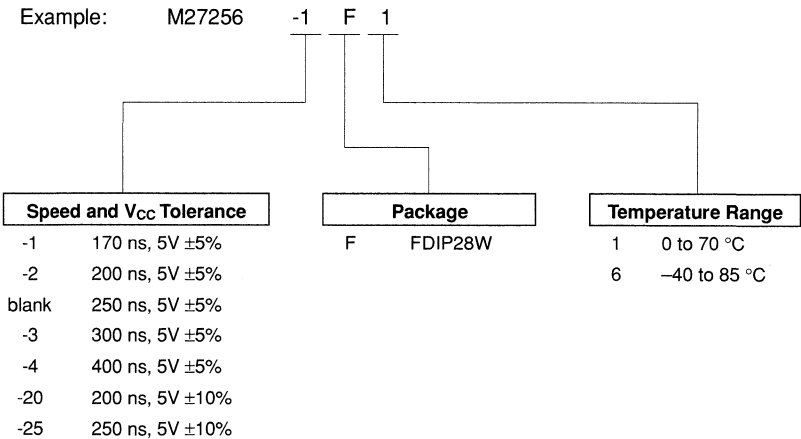 Example: M27256 -1 F 1
Speed and VCC Tolerance
-1 170 ns, 5V ±5%
-2 200 ns, 5V ±5%
blank 250 ns, 5V ±5%
-3 300 ns, 5V ±5%
-4 400 ns, 5V ±5%
-20 200 ns, 5V ±10%
-25 250 ns, 5V ±10%
Package
F FDIP28W
Temperature Range
1 0 to 70 °C
6 –40 to 85 °C